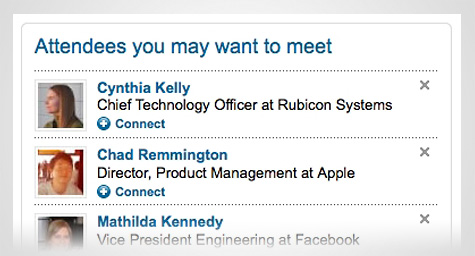 Attendees you may want to meet
Cynthia Kelly
Chief Technology Officer at Rubicon Systems
Connect
Chad Remmington
Director, Product Management at Apple
Connect
Mathilda Kennedy
Vice President Engineering at Facebook